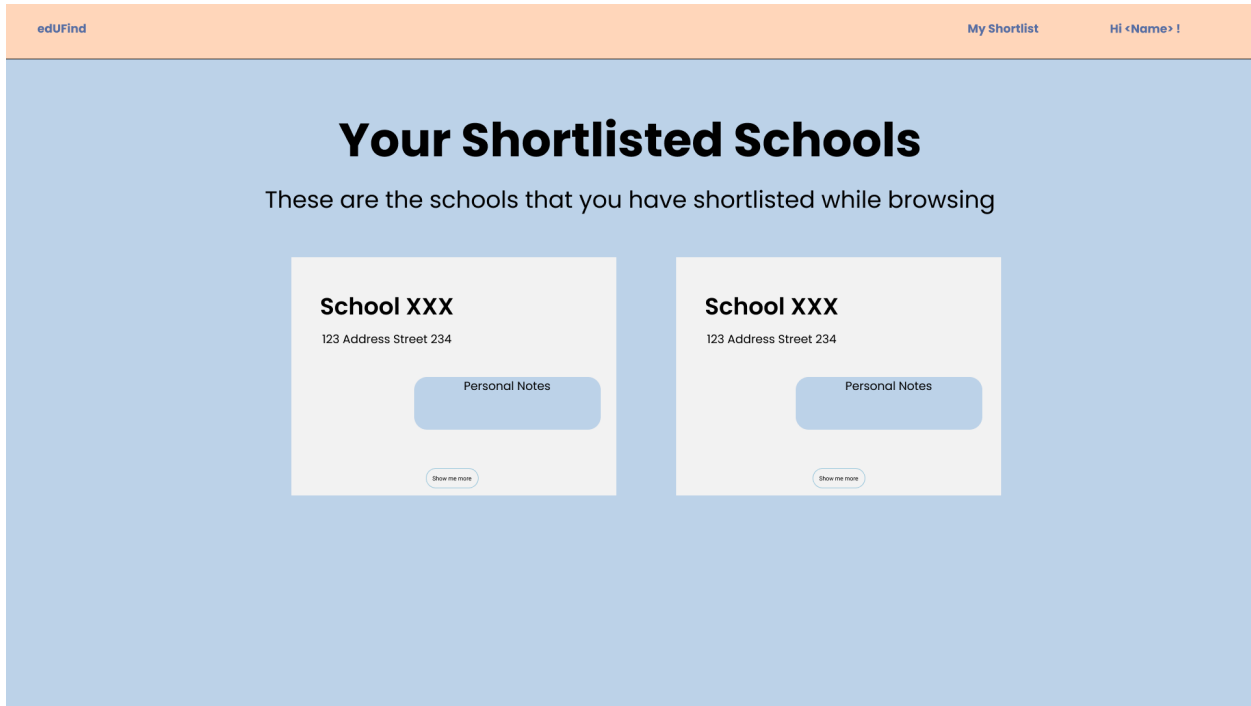 edUFind
My Shortlist
Hi <Name> !
Your Shortlisted Schools
These are the schools that you have shortlisted while browsing
School XXX
123 Address Street 234
Personal Notes
Show me more
School XXX
123 Address Street 234
Personal Notes
Show me more